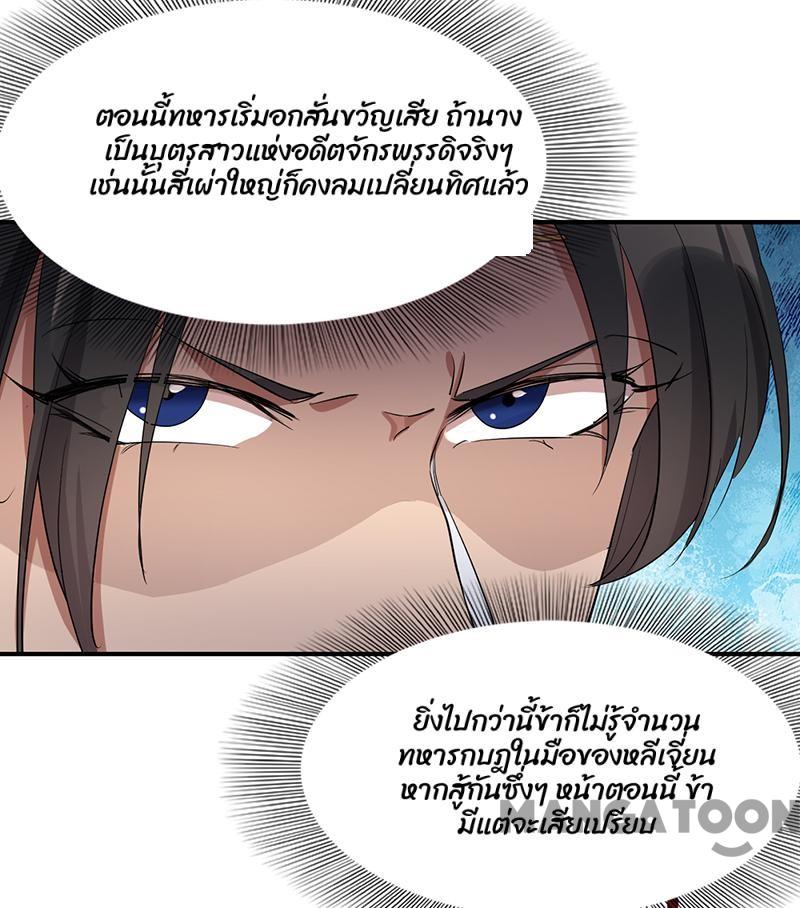 ตอนนี้ทหารเริ่มอกสั่นขวัญเสีย ถ้านาง
เป็นบุตรสาวแห่งอดีตจักรพรรดิจริงๆ
เช่นนั้นสี่เผ่าใหญ่ก็คงลมเปลี่ยนทิศแล้ว
ยิ่งไปกว่านี้ข้าก็ไม่รู้จำนวน
ทหารกบฎในมือของหลีเจี่ยน
หากสู้กันซึ่งๆ หน้าตอนนี้ ข้า
มีแต่จะเสียเปรียบ
MANGATOON